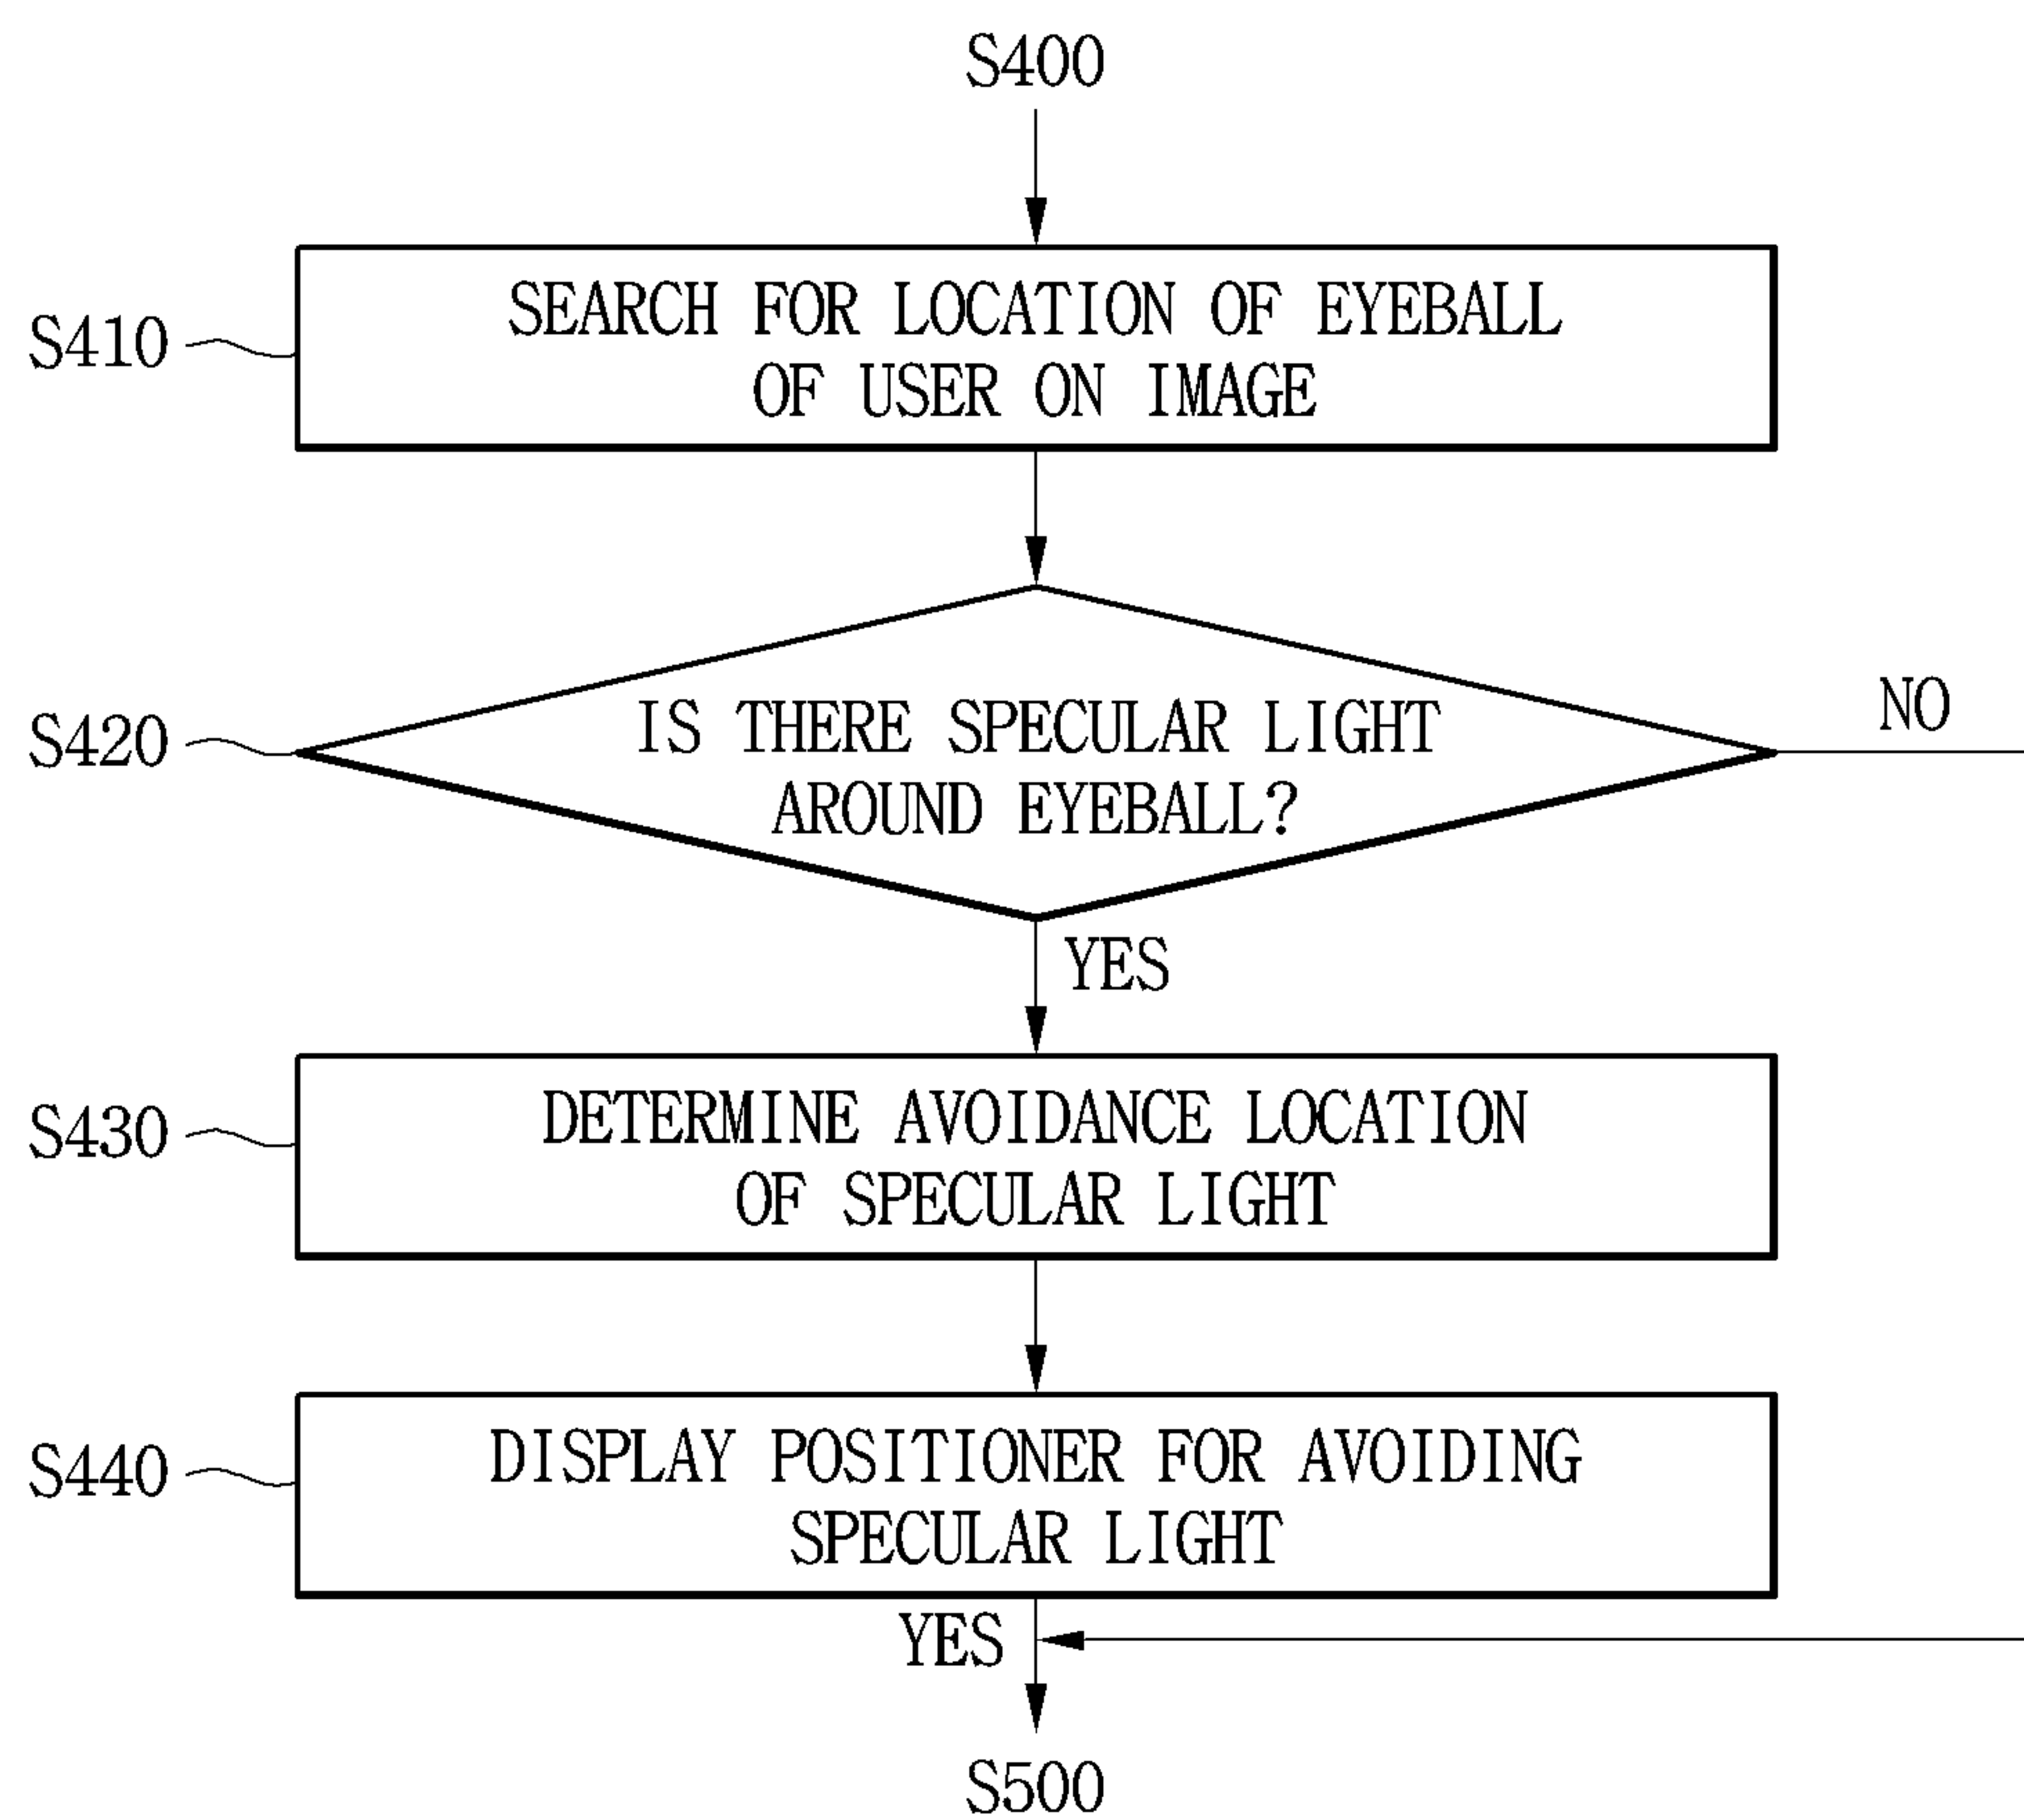 S400
S410
SEARCH FOR LOCATION OF EYEBALL
OF USER ON IMAGE
S420
IS THERE SPECULAR LIGHT
AROUND EYEBALL?
NO
YES
S430
DETERMINE AVOIDANCE LOCATION
OF SPECULAR LIGHT
S440
DISPLAY POSITIONER FOR AVOIDING
SPECULAR LIGHT
YES
S500